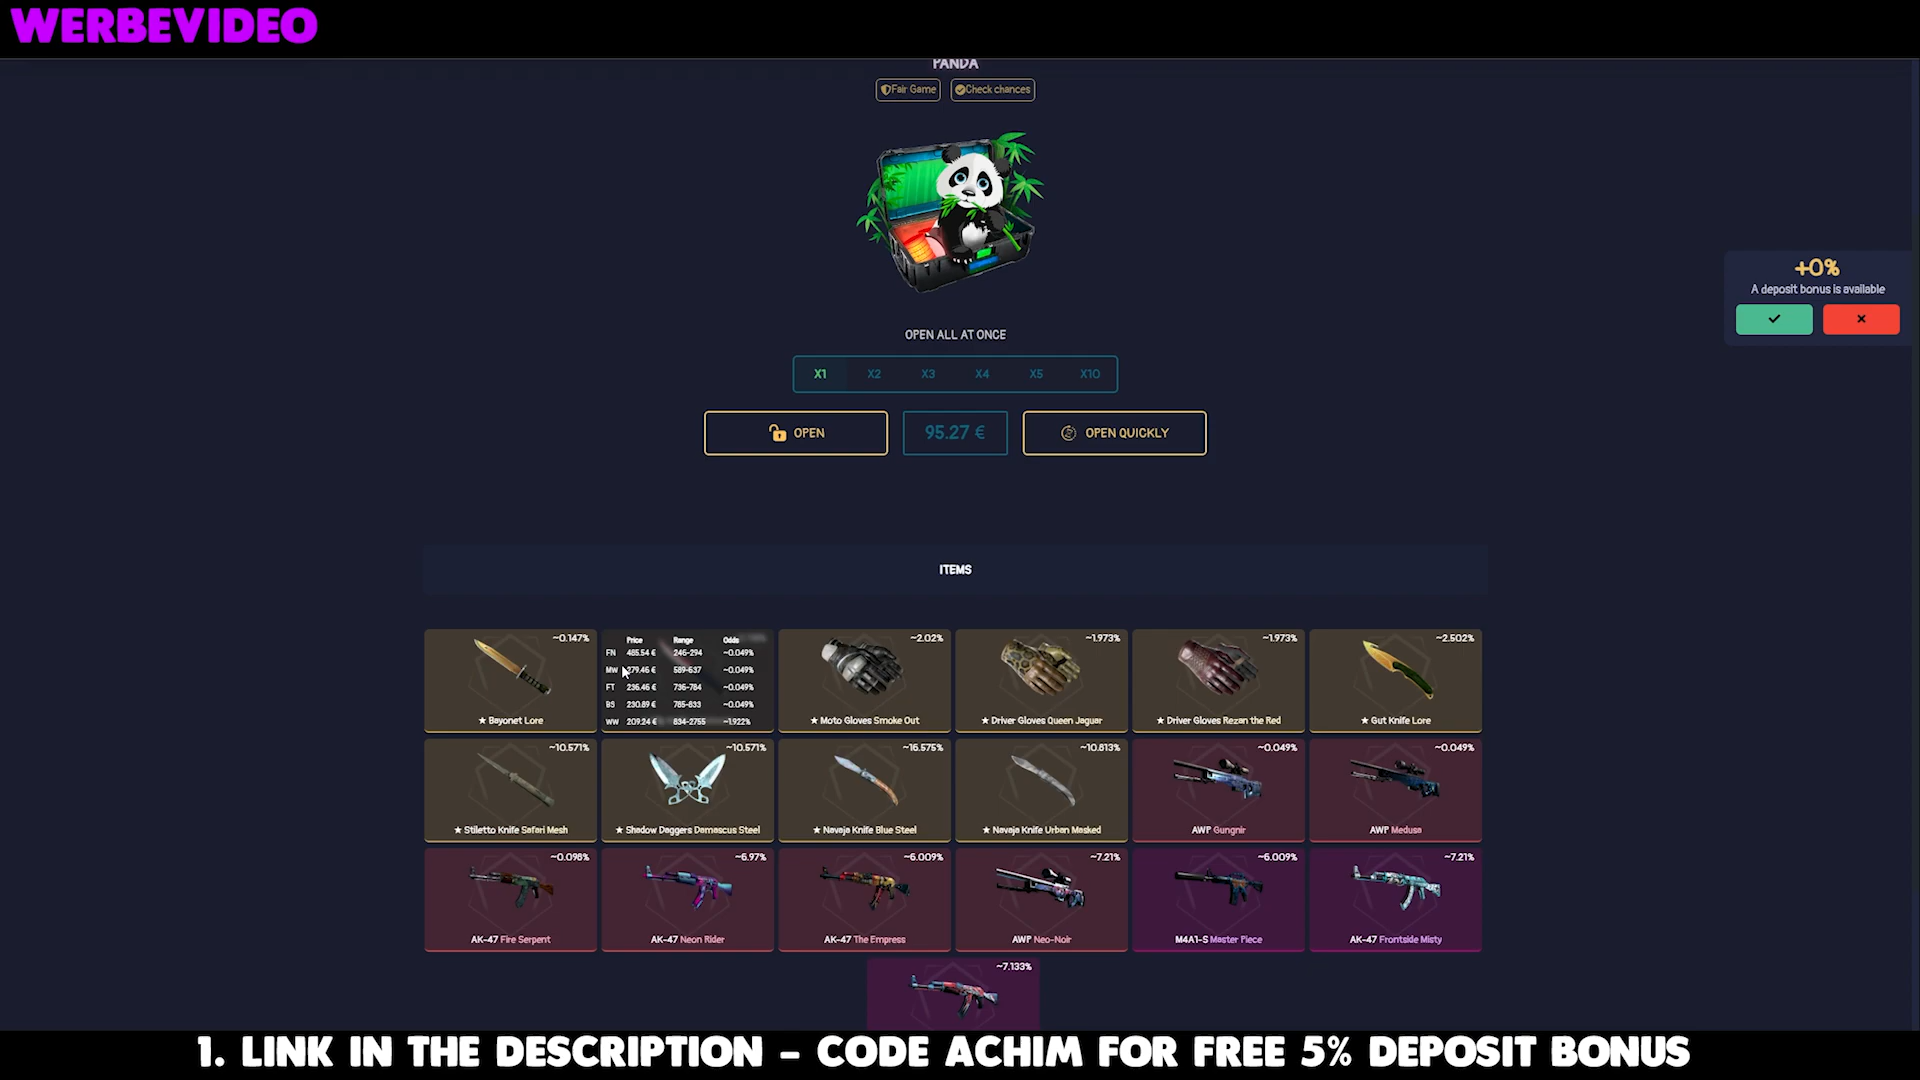 WERBEVIDEO
PANDA
Fair Game
Check chances
+0%
A deposit bonus is available
OPEN ALL AT ONCE
X1 X2 X3 X4 X5 X10
OPEN
95.27 €
OPEN QUICKLY
ITEMS
~0.147%
★ Bayonet Lore
Price Range Odds
FN 485.54 € 246-294 ~0.049%
MW 279.46 € 589-637 ~0.049%
FT 236.46 € 736-784 ~0.049%
BS 230.89 € 785-833 ~0.049%
WW 209.24 € 834-2755 ~1.922%
~2.02%
★ Moto Gloves Smoke Out
~1.973%
★ Driver Gloves Queen Jaguar
~1.973%
★ Driver Gloves Rezan the Red
~2.502%
★ Gut Knife Lore
~10.571%
★ Stiletto Knife Safari Mesh
~10.571%
★ Shadow Daggers Damascus Steel
~16.575%
★ Navaja Knife Blue Steel
~10.813%
★ Navaja Knife Urban Masked
~0.049%
AWP Gungnir
~0.049%
AWP Medusa
~0.098%
AK-47 Fire Serpent
~6.97%
AK-47 Neon Rider
~6.009%
AK-47 The Empress
~7.21%
AWP Neo-Noir
~6.009%
M4A1-S Master Piece
~7.21%
AK-47 Frontside Misty
~7.133%
1. LINK IN THE DESCRIPTION - CODE ACHIM FOR FREE 5% DEPOSIT BONUS